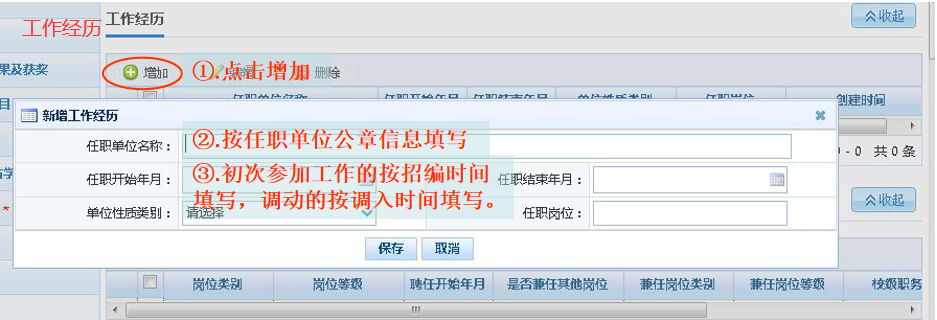 工作经历
工作经历
收起
果及奖
增加
①.点击增加
删除
任职单位名称 任职开始年月 任职结束年月 单位性质类别 任职岗位 创建时间
目
新增工作经历
任职单位名称：
②.按任职单位公章信息填写
0 - 0 共 0 条
③.初次参加工作的按招编时间
填写，调动的按调入时间填写。
任职开始年月：
任职结束年月：
学
*
收起
单位性质类别：
请选择
任职岗位：
保存
取消
岗位类别 岗位等级 聘任开始年月 是否兼任其他岗位 兼任岗位类别 兼任岗位等级 校级职务